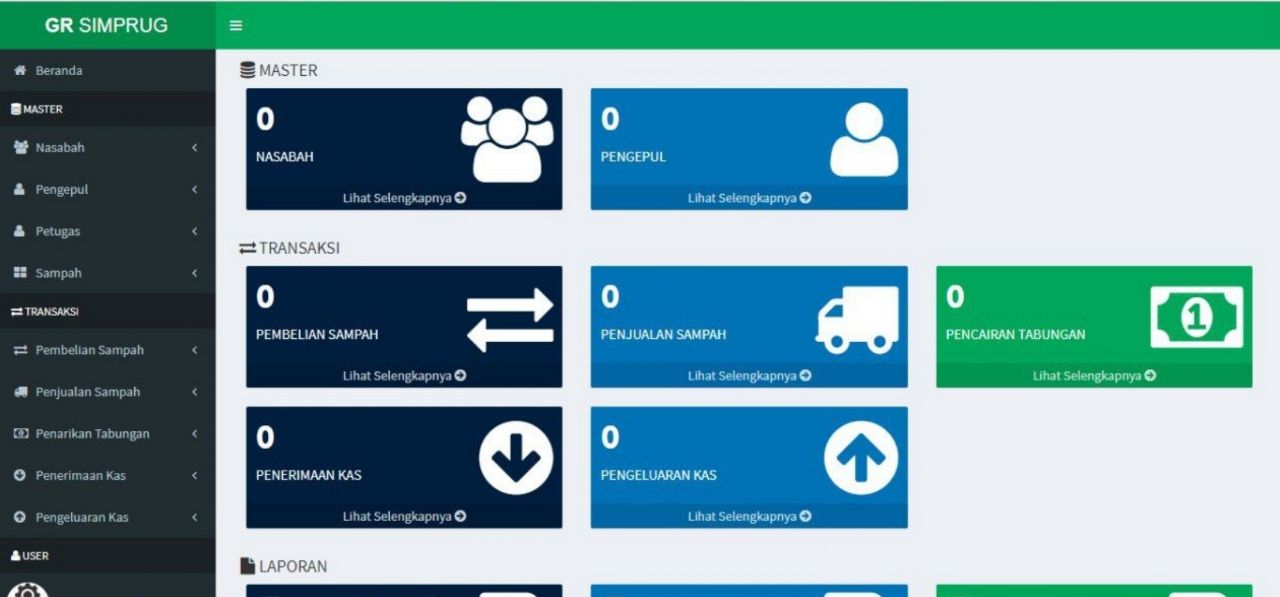 GR SIMPRUG
Beranda
MASTER
Nasabah
Pengepul
Petugas
Sampah
TRANSAKSI
Pembelian Sampah
Penjualan Sampah
Penarikan Tabungan
Penerimaan Kas
Pengeluaran Kas
USER
MASTER
0
NASABAH
Lihat Selengkapnya
0
PENGEPUL
Lihat Selengkapnya
TRANSAKSI
0
PEMBELIAN SAMPAH
Lihat Selengkapnya
0
PENJUALAN SAMPAH
Lihat Selengkapnya
0
PENCAIRAN TABUNGAN
1
Lihat Selengkapnya
0
PENERIMAAN KAS
Lihat Selengkapnya
0
PENGELUARAN KAS
Lihat Selengkapnya
LAPORAN